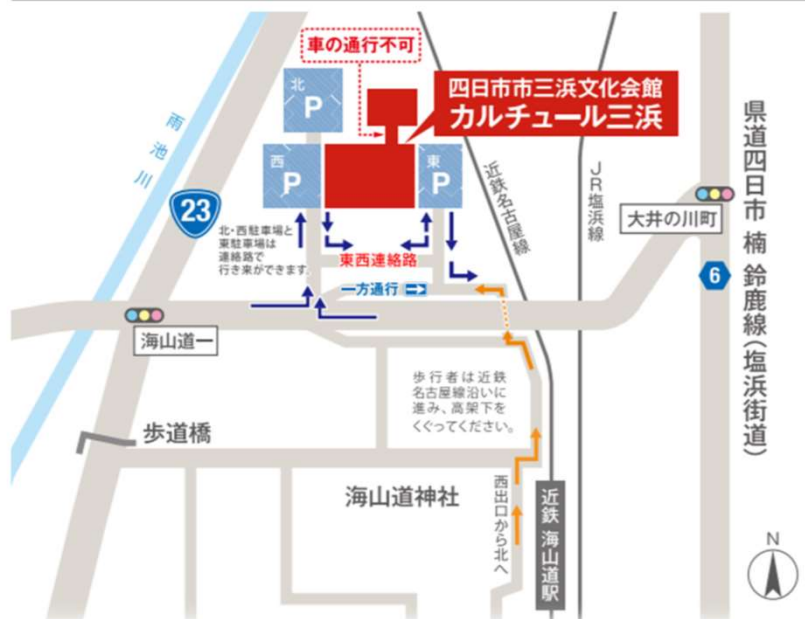 車の通行不可
北
P
四日市市三浜文化会館
カルチュール三浜
雨池川
西
P
東
P
23
北・西駐車場と
東駐車場は
連絡路で
行き来ができます。
東西連絡路
一方通行
近鉄名古屋線
JR塩浜線
大井の川町
県道四日市 楠 鈴鹿線(塩浜街道)
6
海山道一
歩行者は近鉄
名古屋線沿いに
進み、高架下を
くぐってください。
歩道橋
海山道神社
西出口から北へ
近鉄 海山道駅
N